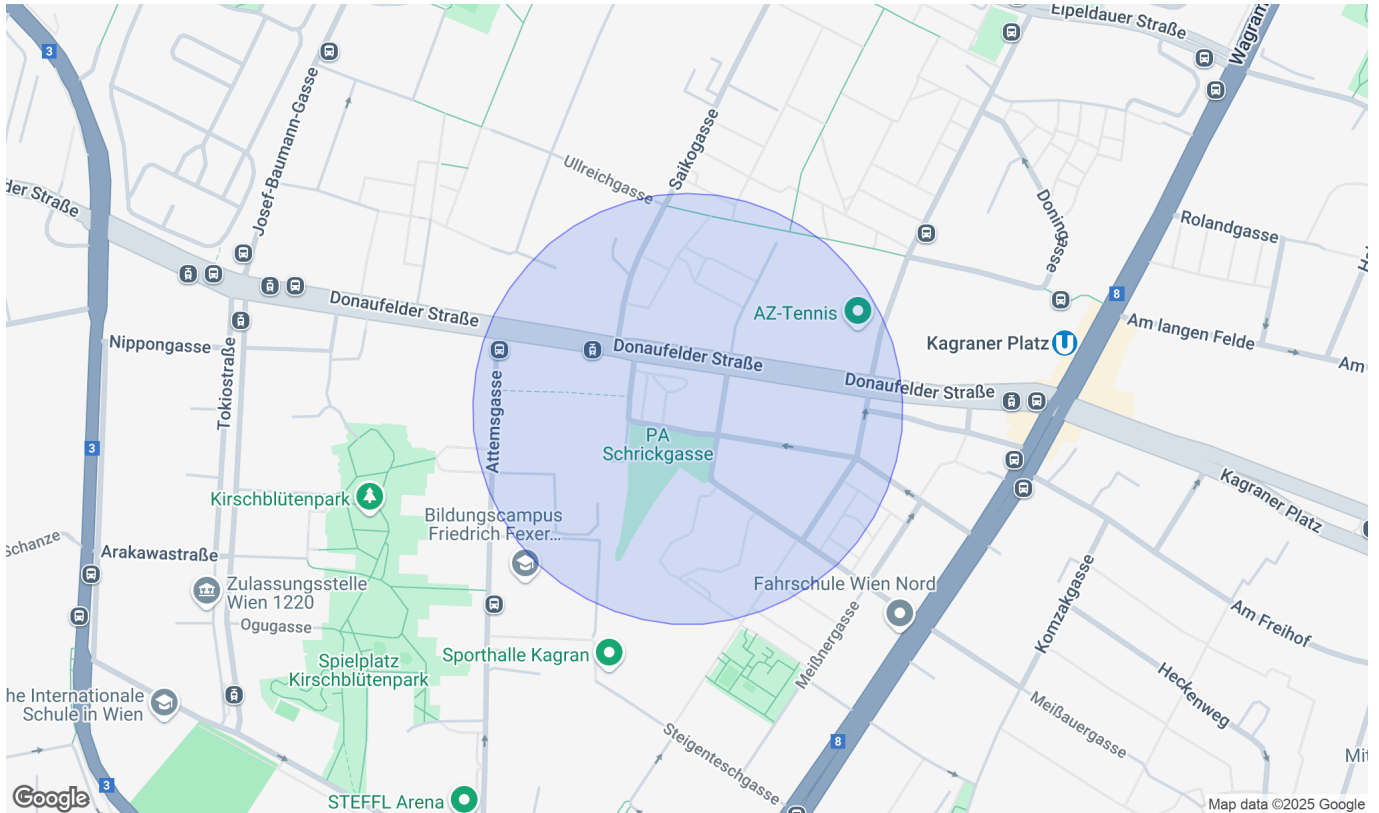 Eipeldauer Straße
Wagram
3
Josef-Baumann-Gasse
Saikogasse
Ullreichgasse
der Straße
Doningasse
Rolandgasse
8
Donaufelder Straße
AZ-Tennis
Am langen Felde
Nippongasse
Tokiostraße
Donaufelder Straße
Kagraner Platz
U
Am
Attemsgasse
Donaufelder Straße
3
PA
Schrickgasse
Kirschblütenpark
Bildungscampus
Friedrich Fexer...
Kagraner Platz
Schanze
Arakawastraße
Zulassungsstelle
Wien 1220
Fahrschule Wien Nord
Komzakgasse
Am Freihof
Ogugasse
Spielplatz
Kirschblütenpark
Sporthalle Kagran
Meißnergasse
Heckenweg
he Internationale
Schule in Wien
Meißauergasse
Steigenteschgasse
8
Mit
3
STEFFL Arena
Google
Map data ©2025 Google